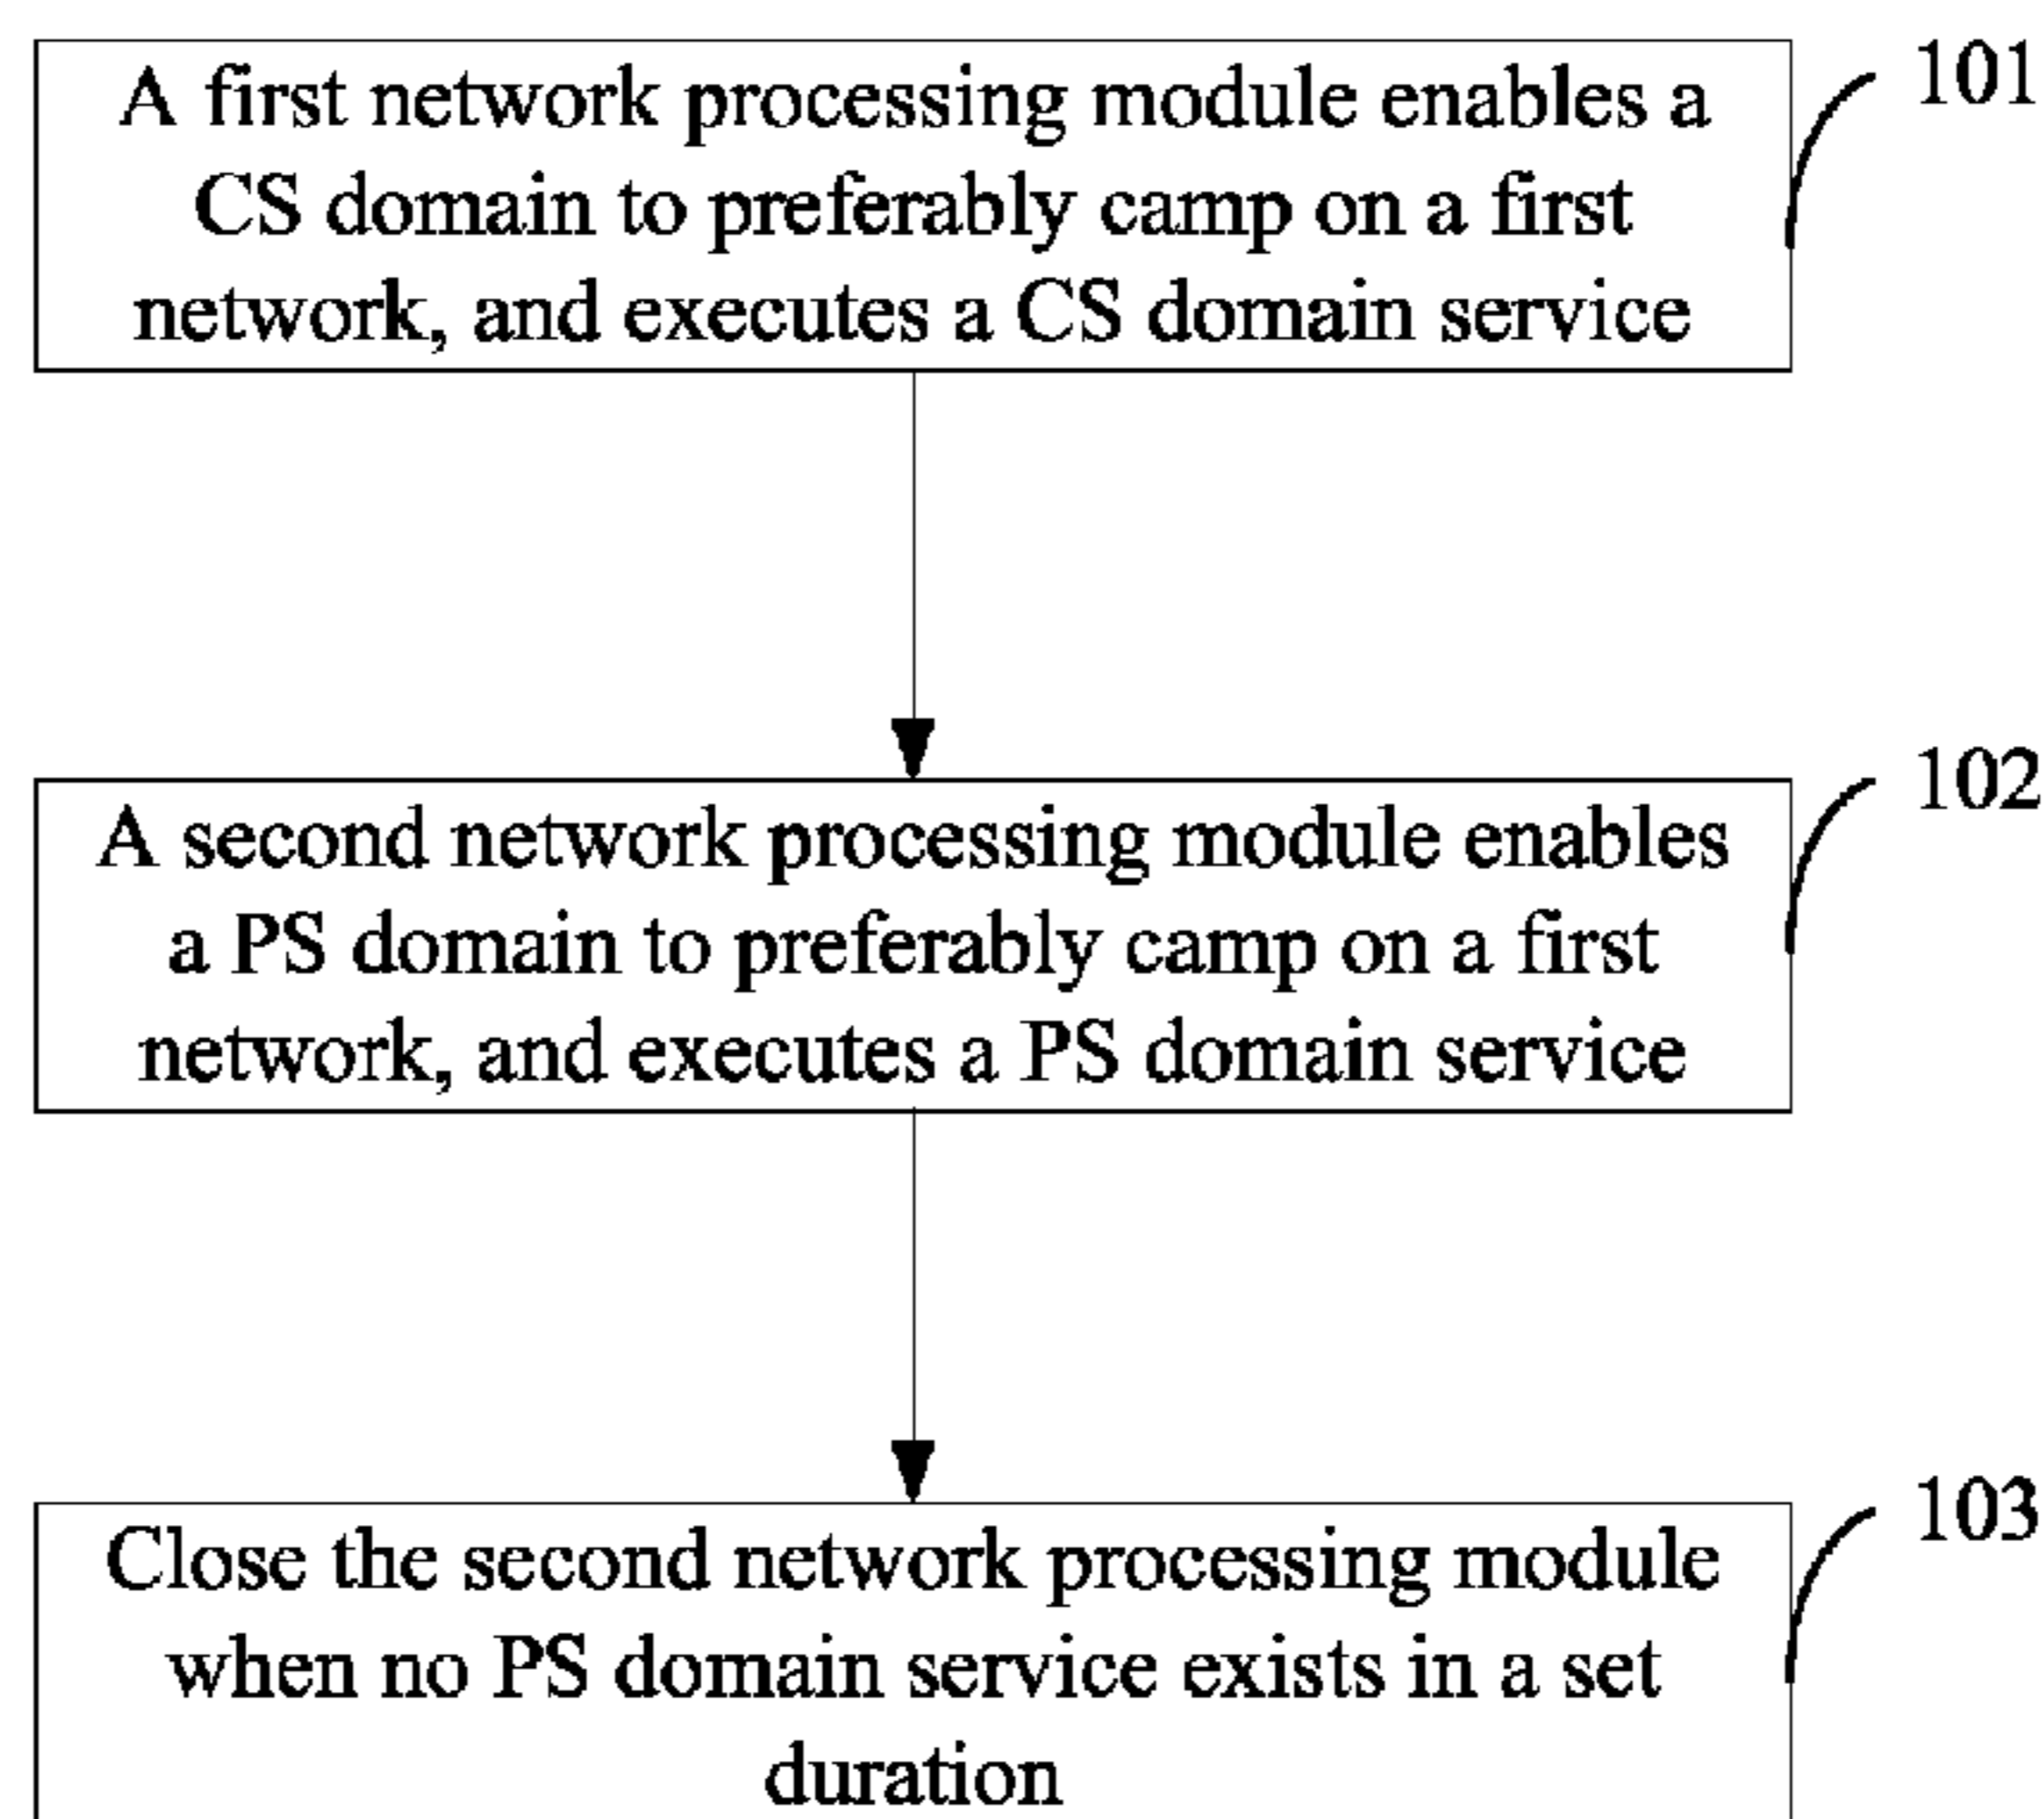 A first network processing module enables a
CS domain to preferably camp on a first
network, and executes a CS domain service
101
A second network processing module enables
a PS domain to preferably camp on a first
network, and executes a PS domain service
102
Close the second network processing module
when no PS domain service exists in a set
duration
103